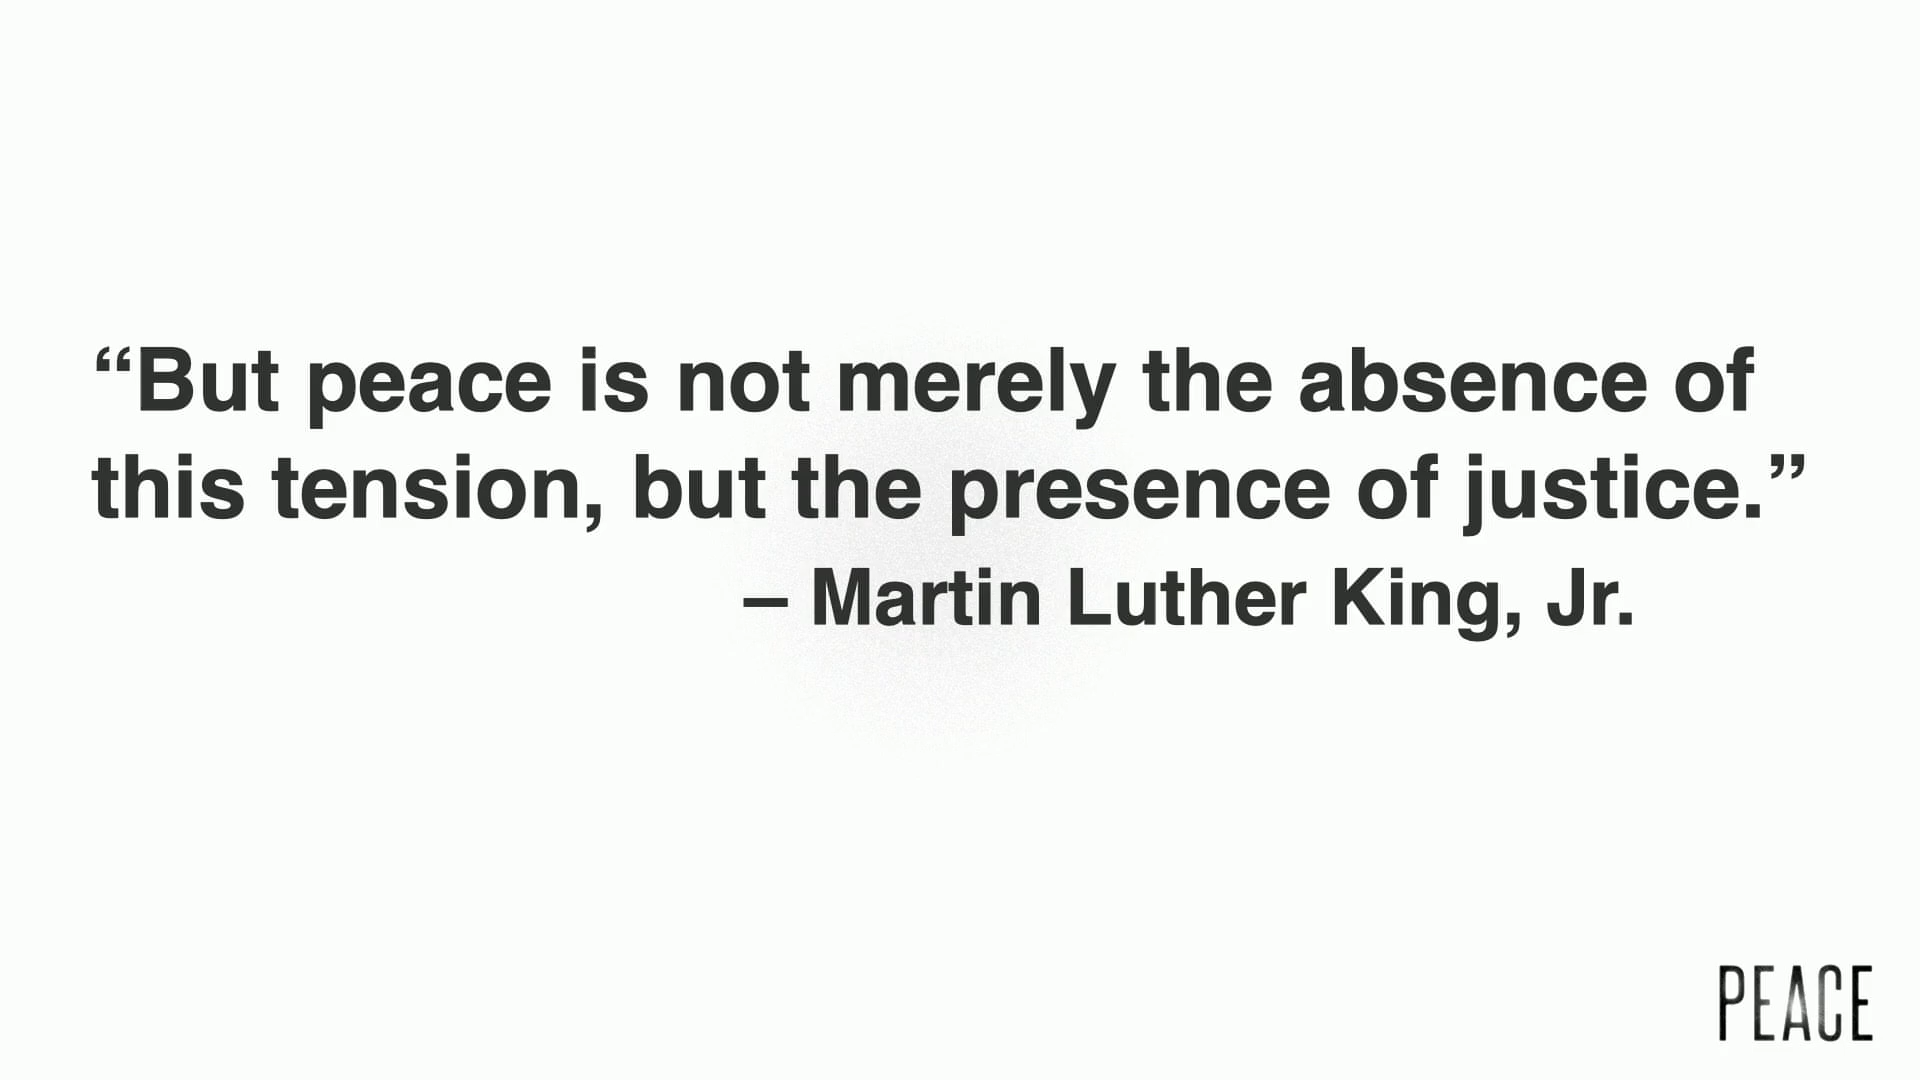 “But peace is not merely the absence of
this tension, but the presence of justice.”
– Martin Luther King, Jr.
PEACE